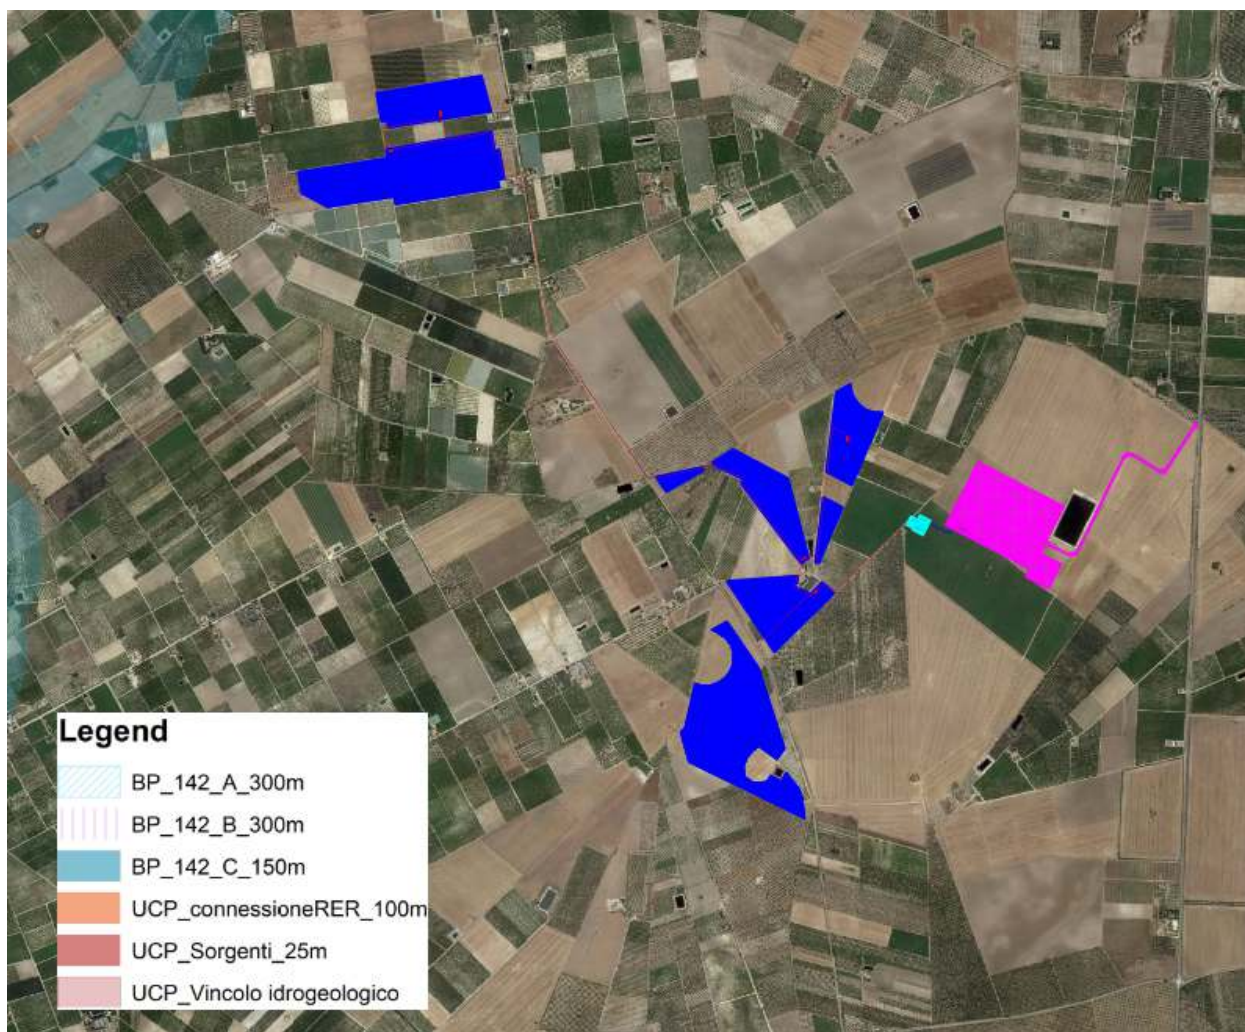 Legend
BP_142_A_300m
BP_142_B_300m
BP_142_C_150m
UCP_connessioneRER_100m
UCP_Sorgenti_25m
UCP_Vincolo idrogeologico